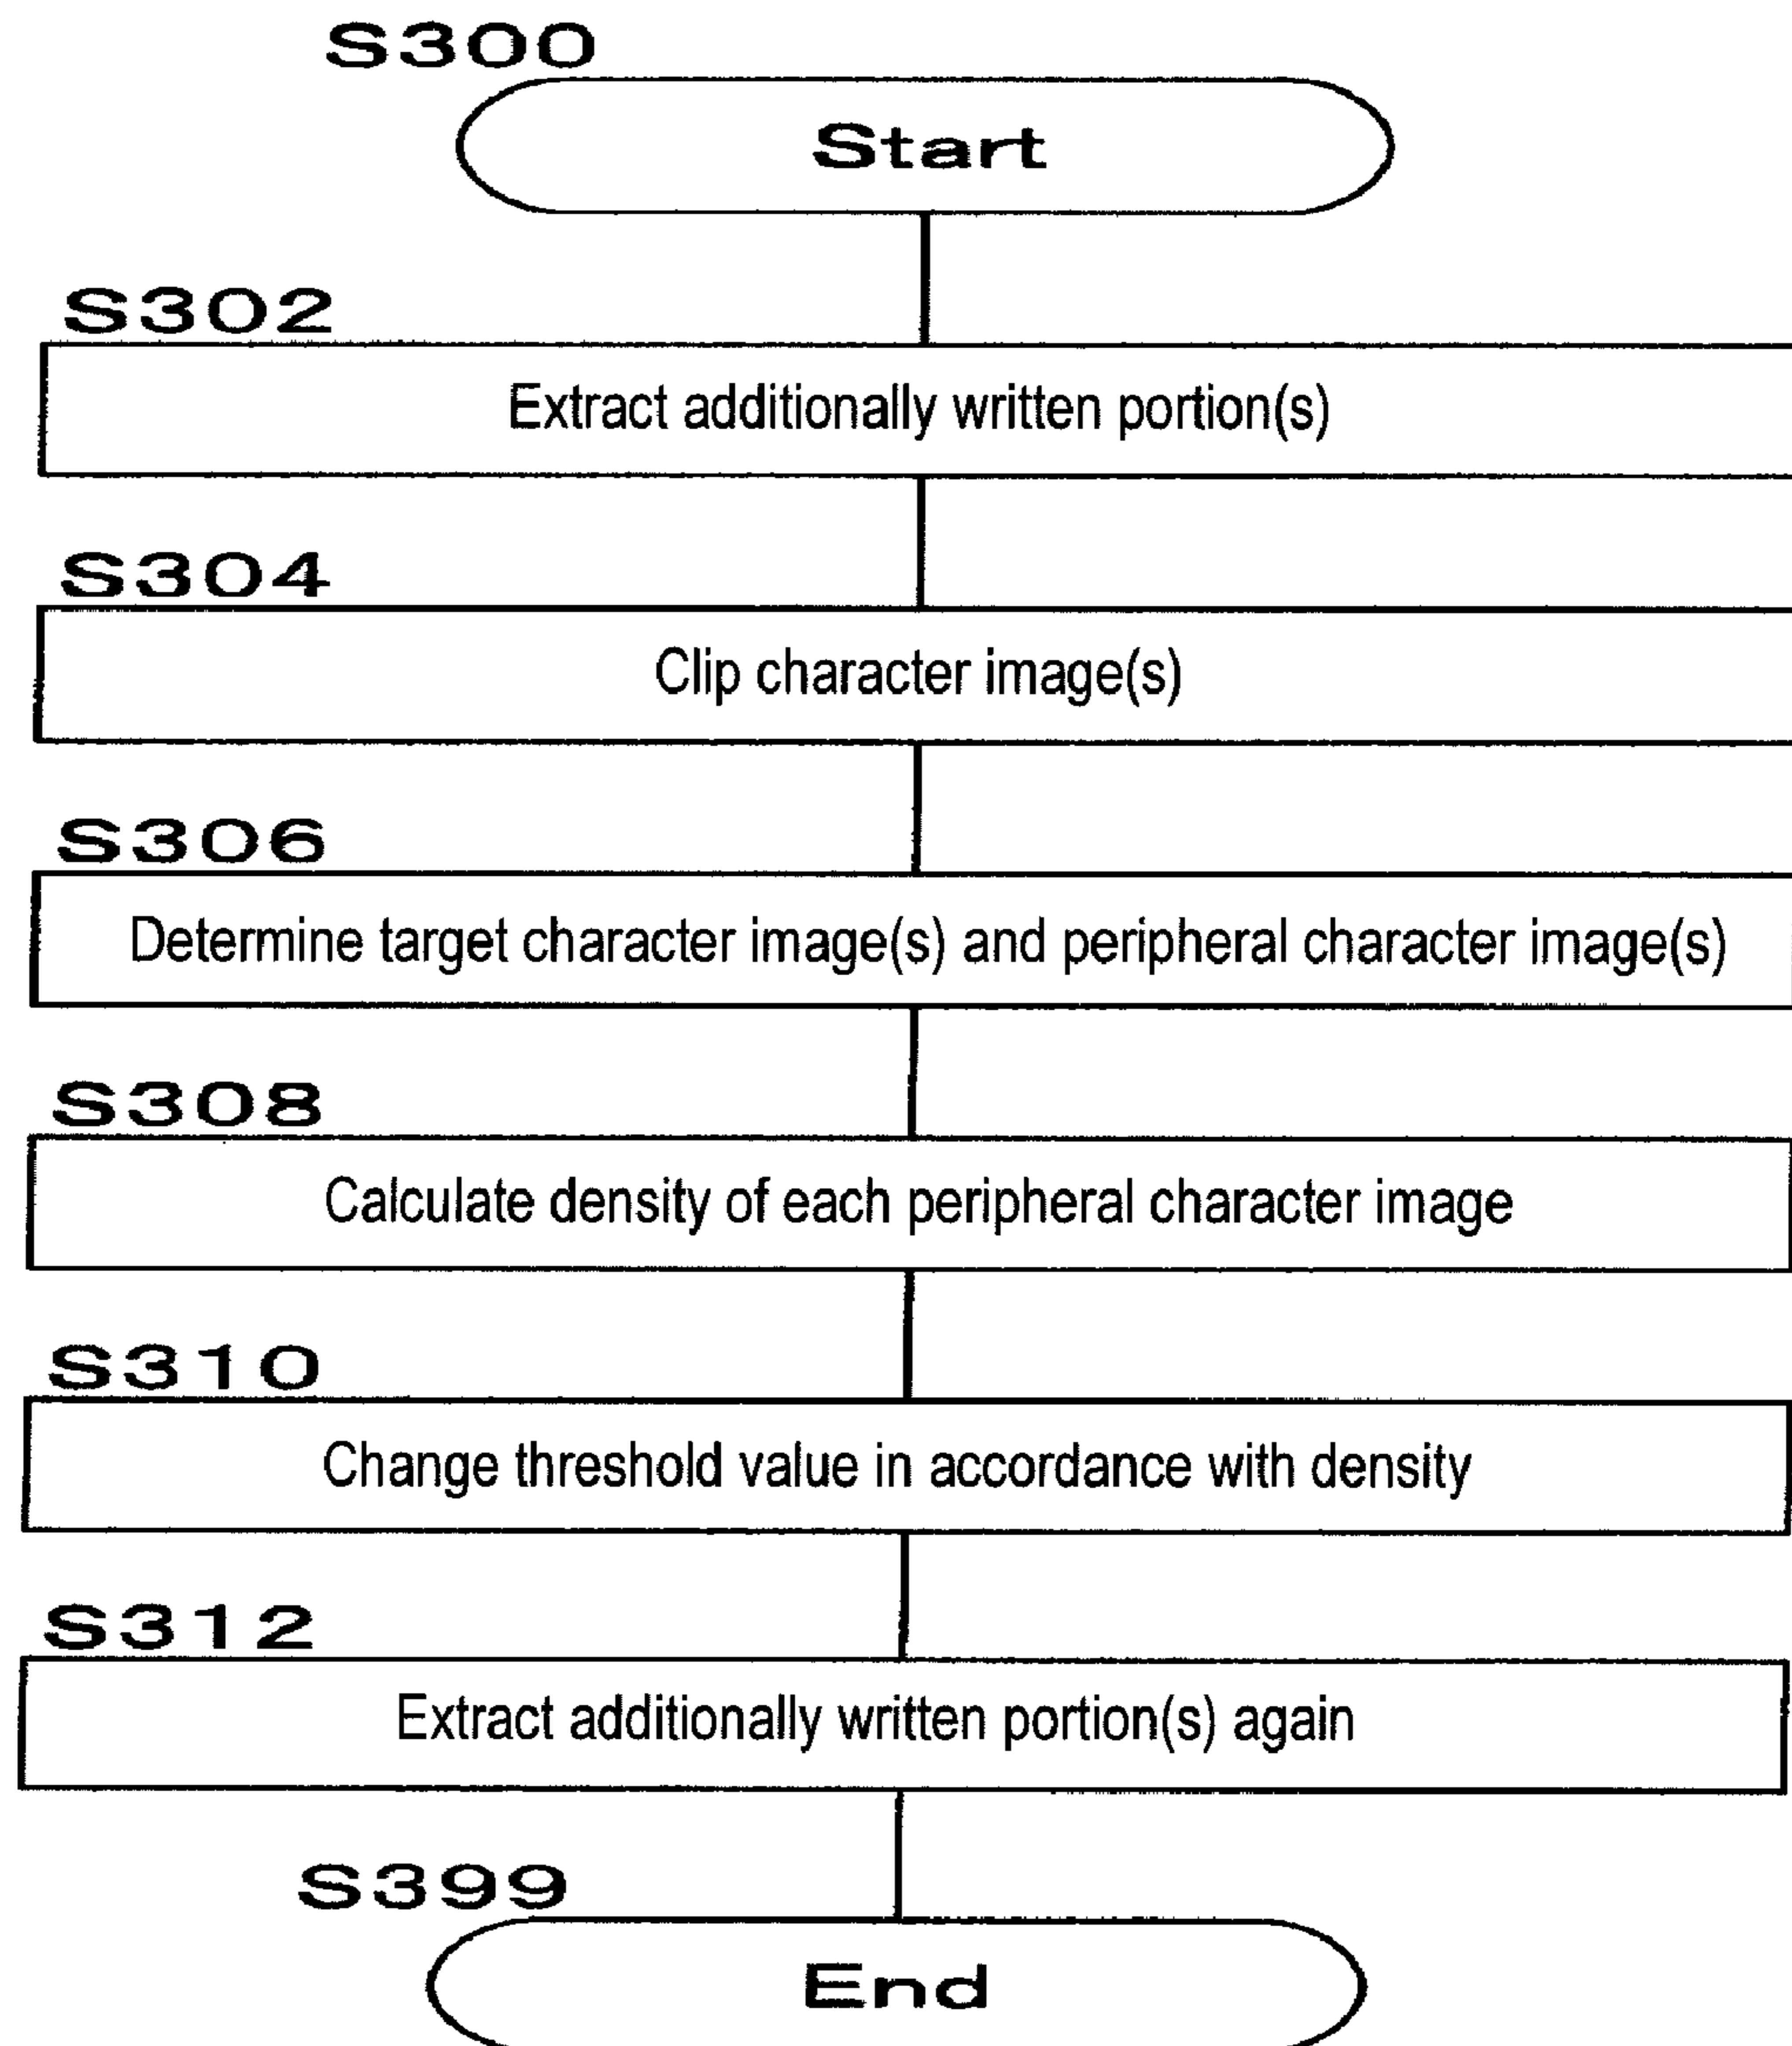 S300
Start
S302
Extract additionally written portion(s)
S304
Clip character image(s)
S306
Determine target character image(s) and peripheral character image(s)
S308
Calculate density of each peripheral character image
S310
Change threshold value in accordance with density
S312
Extract additionally written portion(s) again
S399
End